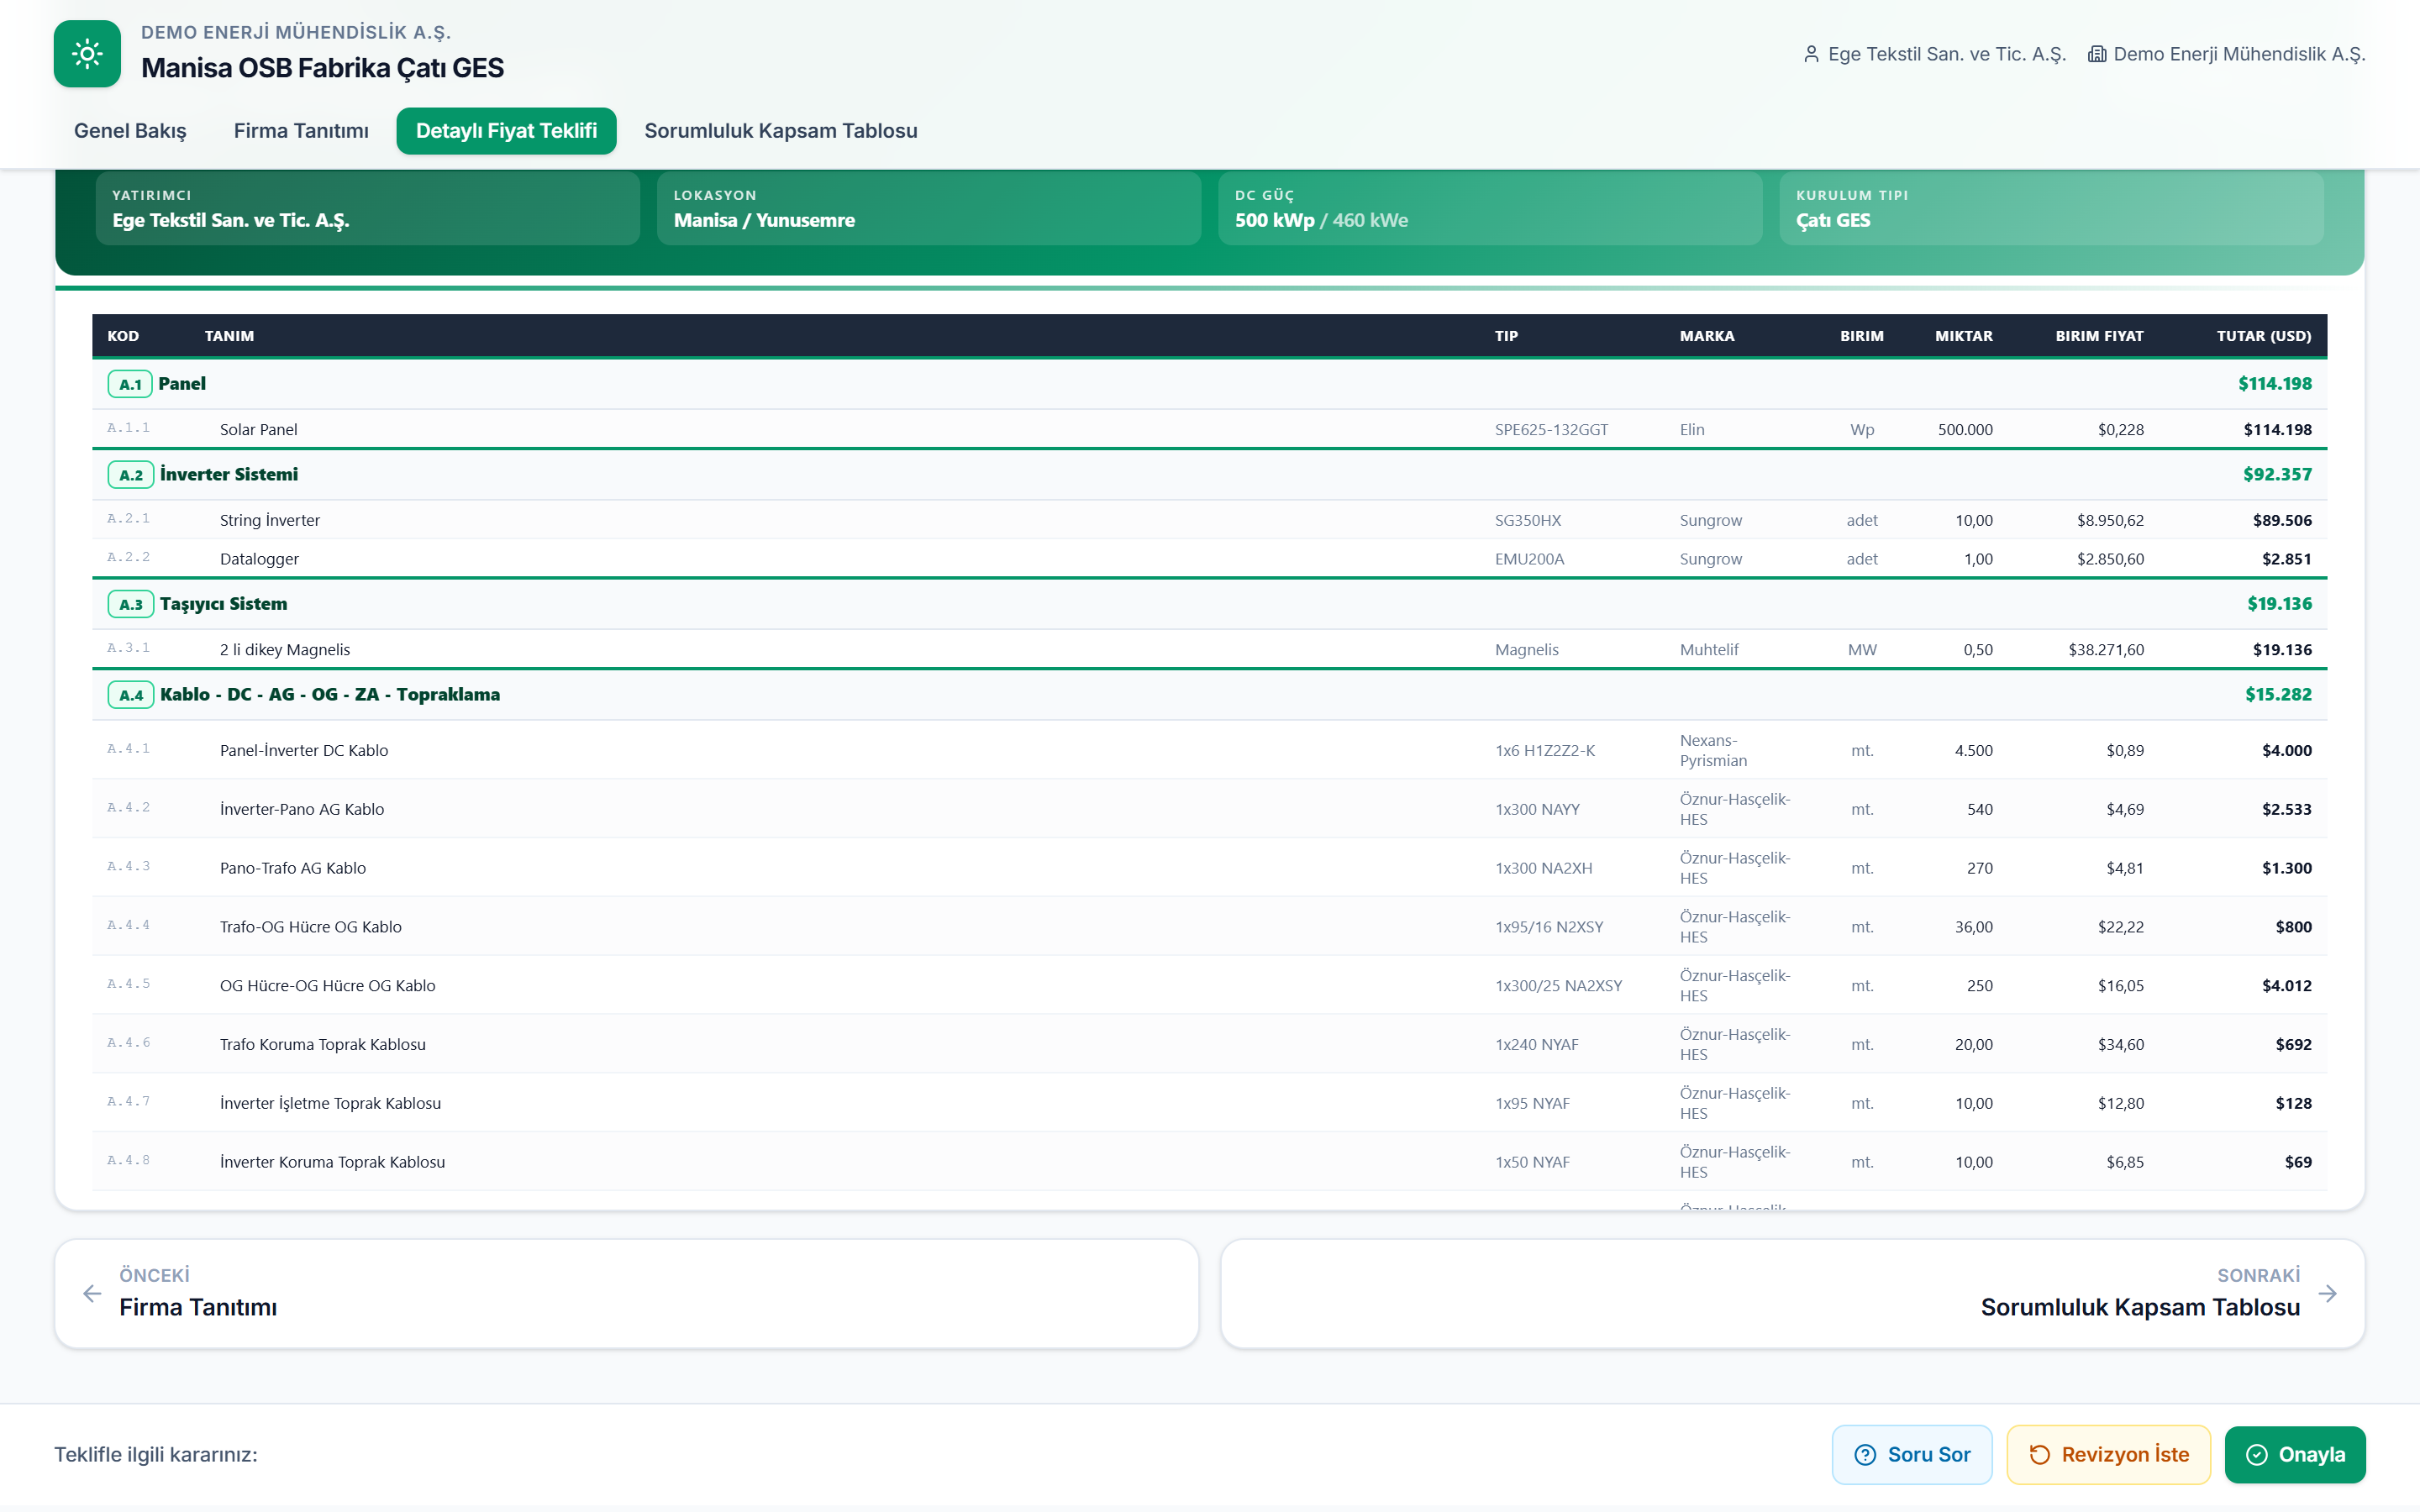 DEMO ENERJİ MÜHENDİSLİK A.Ş.
Manisa OSB Fabrika Çatı GES
Ege Tekstil San. ve Tic. A.Ş. Demo Enerji Mühendislik A.Ş.
Genel Bakış Firma Tanıtımı Detaylı Fiyat Teklifi Sorumluluk Kapsam Tablosu
YATIRIMCI LOKASYON DC GÜÇ KURULUM TIPI
Ege Tekstil San. ve Tic. A.Ş. Manisa / Yunusemre 500 kWp / 460 kWe Çatı GES
KOD TANIM TIP MARKA BIRIM MIKTAR BIRIM FIYAT TUTAR (USD)
A.1 Panel $114.198
A.1.1 Solar Panel SPE625-132GGT Elin Wp 500.000 $0,228 $114.198
A.2 İnverter Sistemi $92.357
A.2.1 String İnverter SG350HX Sungrow adet 10,00 $8.950,62 $89.506
A.2.2 Datalogger EMU200A Sungrow adet 1,00 $2.850,60 $2.851
A.3 Taşıyıcı Sistem $19.136
A.3.1 2 li dikey Magnelis Magnelis Muhtelif MW 0,50 $38.271,60 $19.136
A.4 Kablo - DC - AG - OG - ZA - Topraklama $15.282
A.4.1 Panel-İnverter DC Kablo 1x6 H1Z2Z2-K Nexans-Pyrismian mt. 4.500 $0,89 $4.000
A.4.2 İnverter-Pano AG Kablo 1x300 NAYY Öznur-Hasçelik-HES mt. 540 $4,69 $2.533
A.4.3 Pano-Trafo AG Kablo 1x300 NA2XH Öznur-Hasçelik-HES mt. 270 $4,81 $1.300
A.4.4 Trafo-OG Hücre OG Kablo 1x95/16 N2XSY Öznur-Hasçelik-HES mt. 36,00 $22,22 $800
A.4.5 OG Hücre-OG Hücre OG Kablo 1x300/25 NA2XSY Öznur-Hasçelik-HES mt. 250 $16,05 $4.012
A.4.6 Trafo Koruma Toprak Kablosu 1x240 NYAF Öznur-Hasçelik-HES mt. 20,00 $34,60 $692
A.4.7 İnverter İşletme Toprak Kablosu 1x95 NYAF Öznur-Hasçelik-HES mt. 10,00 $12,80 $128
A.4.8 İnverter Koruma Toprak Kablosu 1x50 NYAF Öznur-Hasçelik-HES mt. 10,00 $6,85 $69
ÖNCEKİ
Firma Tanıtımı
SONRAKİ
Sorumluluk Kapsam Tablosu
Teklifle ilgili kararınız: Soru Sor Revizyon İste Onayla